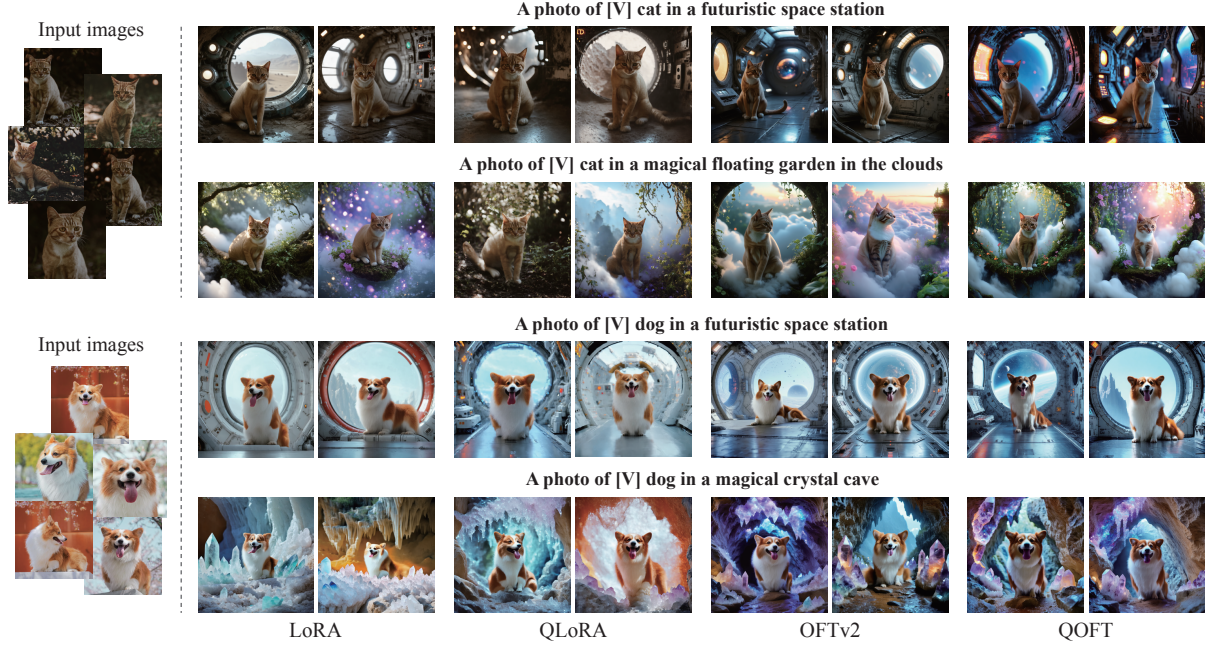 A photo of [V] cat in a futuristic space station
Input images
A photo of [V] cat in a magical floating garden in the clouds
A photo of [V] dog in a futuristic space station
Input images
A photo of [V] dog in a magical crystal cave
LoRA
QLoRA
OFTv2
QOFT